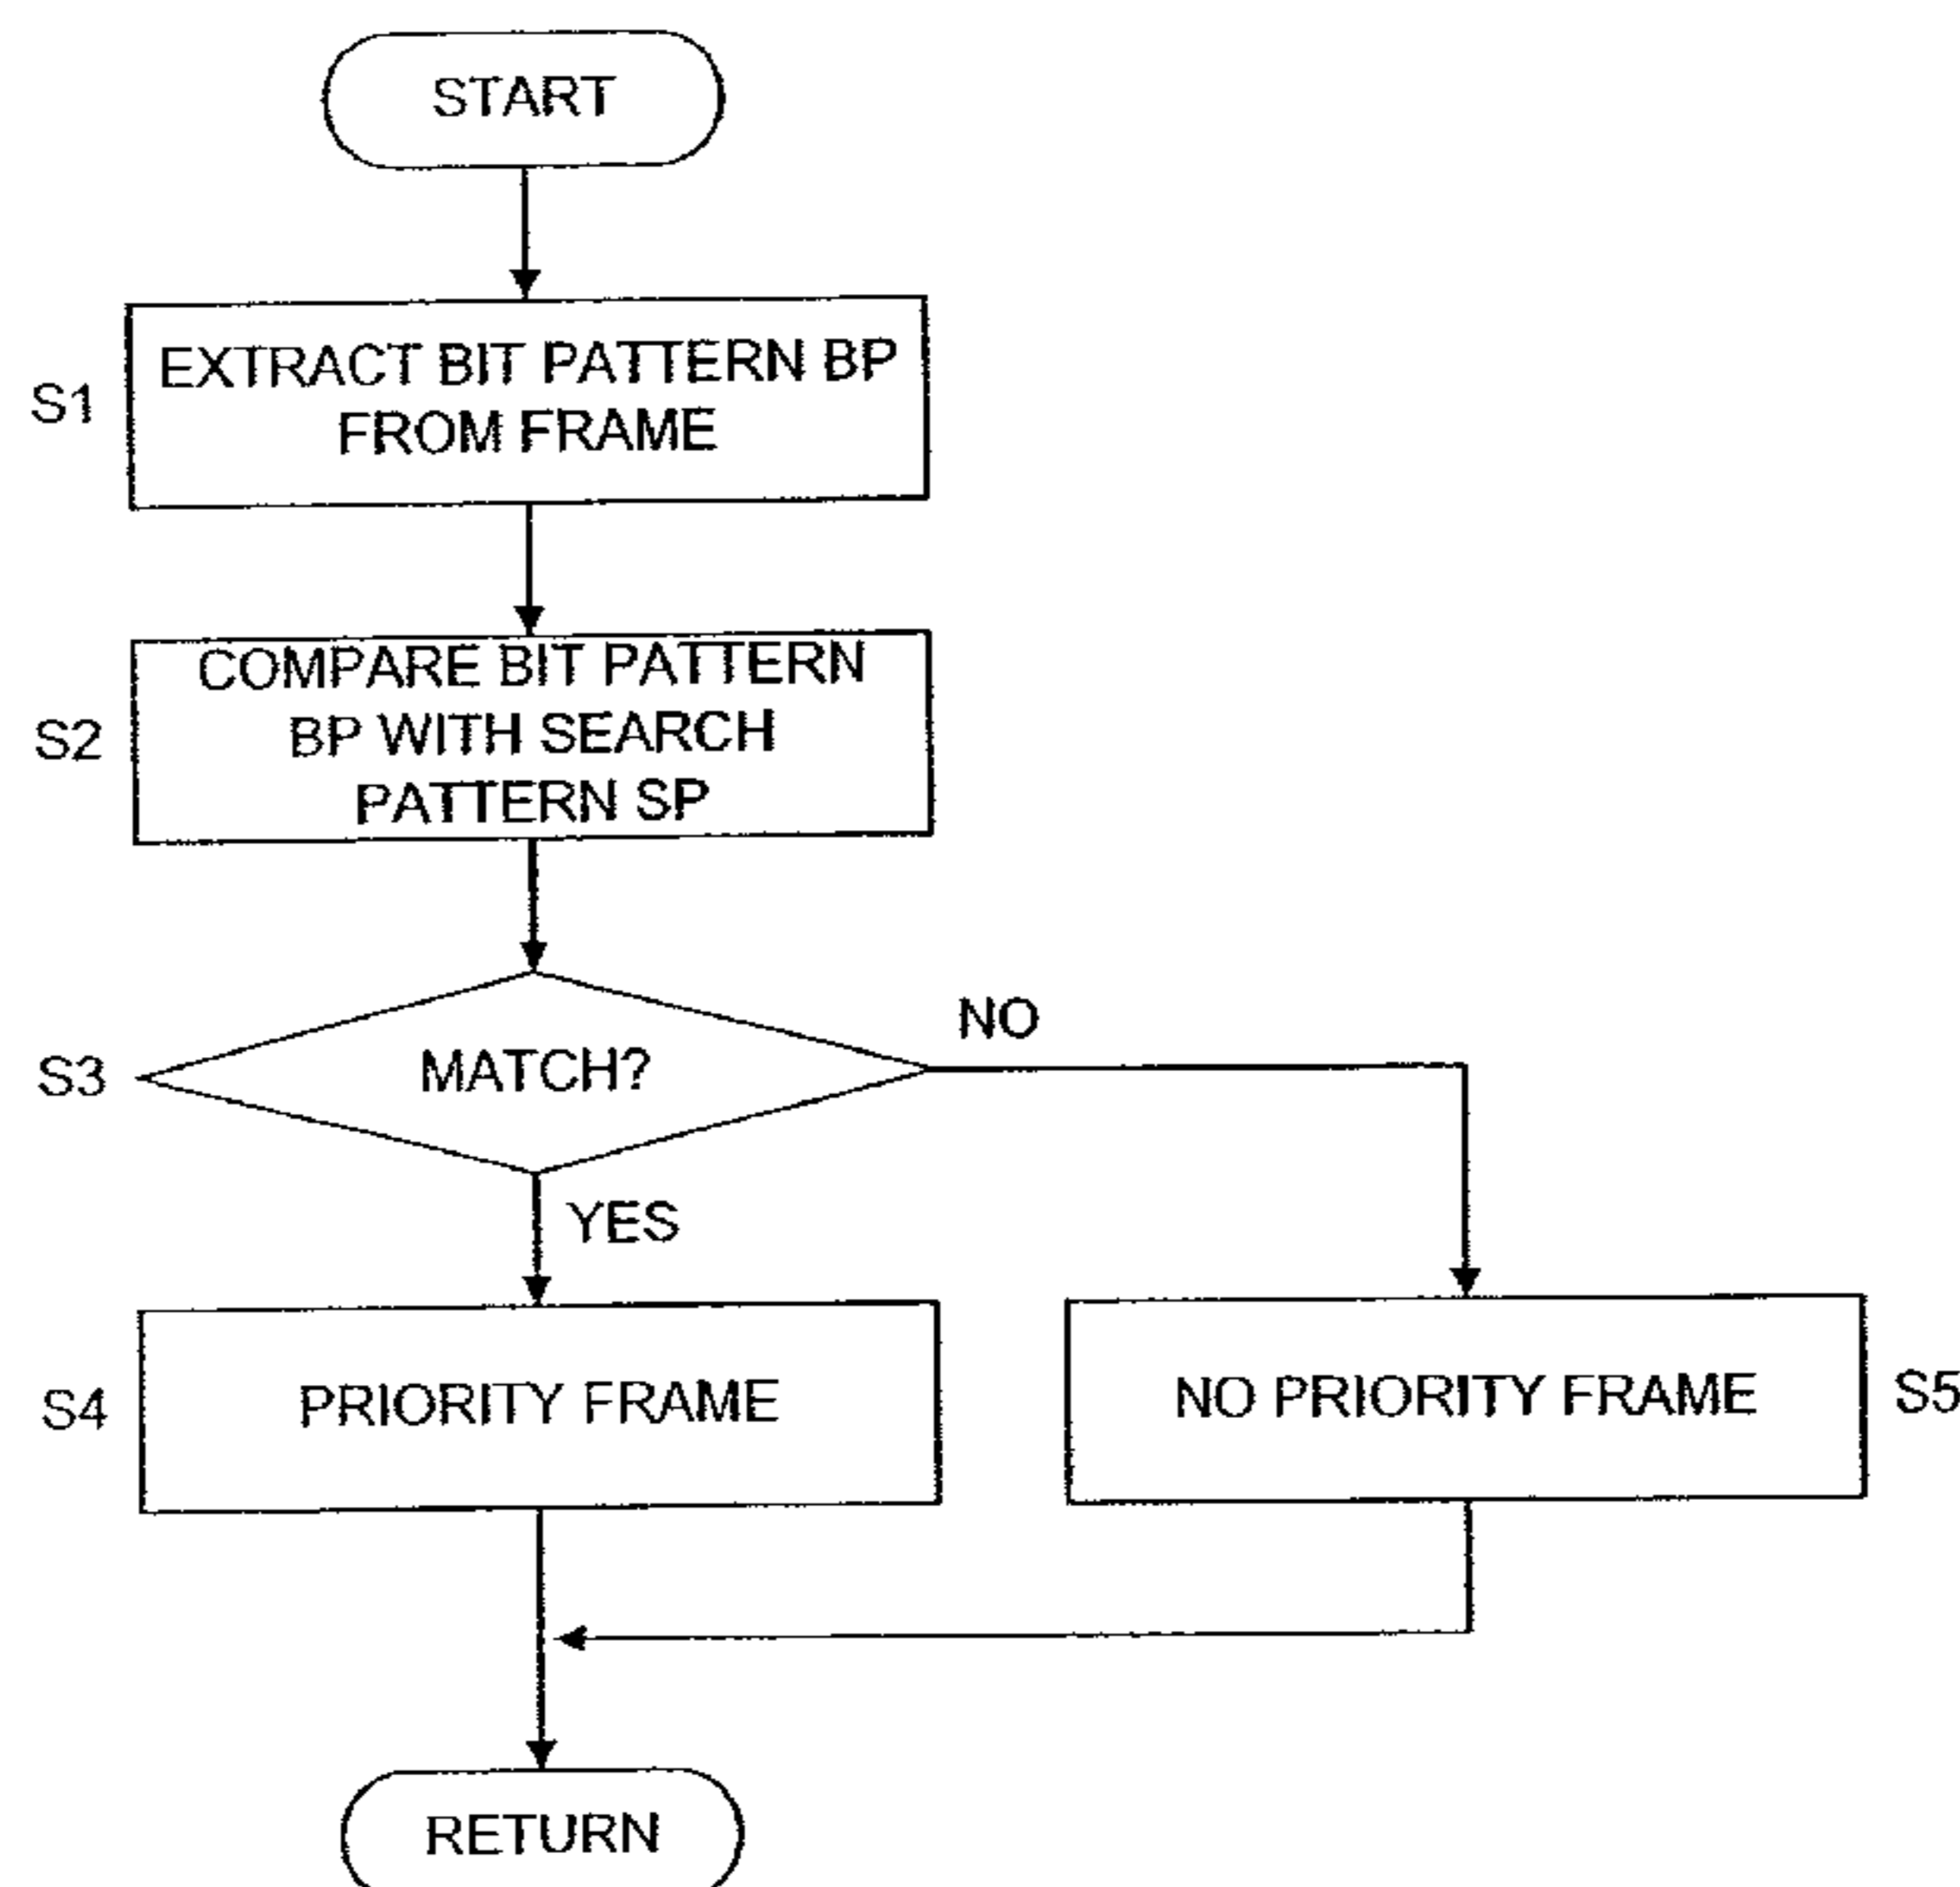 START
S1
EXTRACT BIT PATTERN BP
FROM FRAME
S2
COMPARE BIT PATTERN
BP WITH SEARCH
PATTERN SP
S3
MATCH?
NO
YES
S4
PRIORITY FRAME
NO PRIORITY FRAME
S5
RETURN